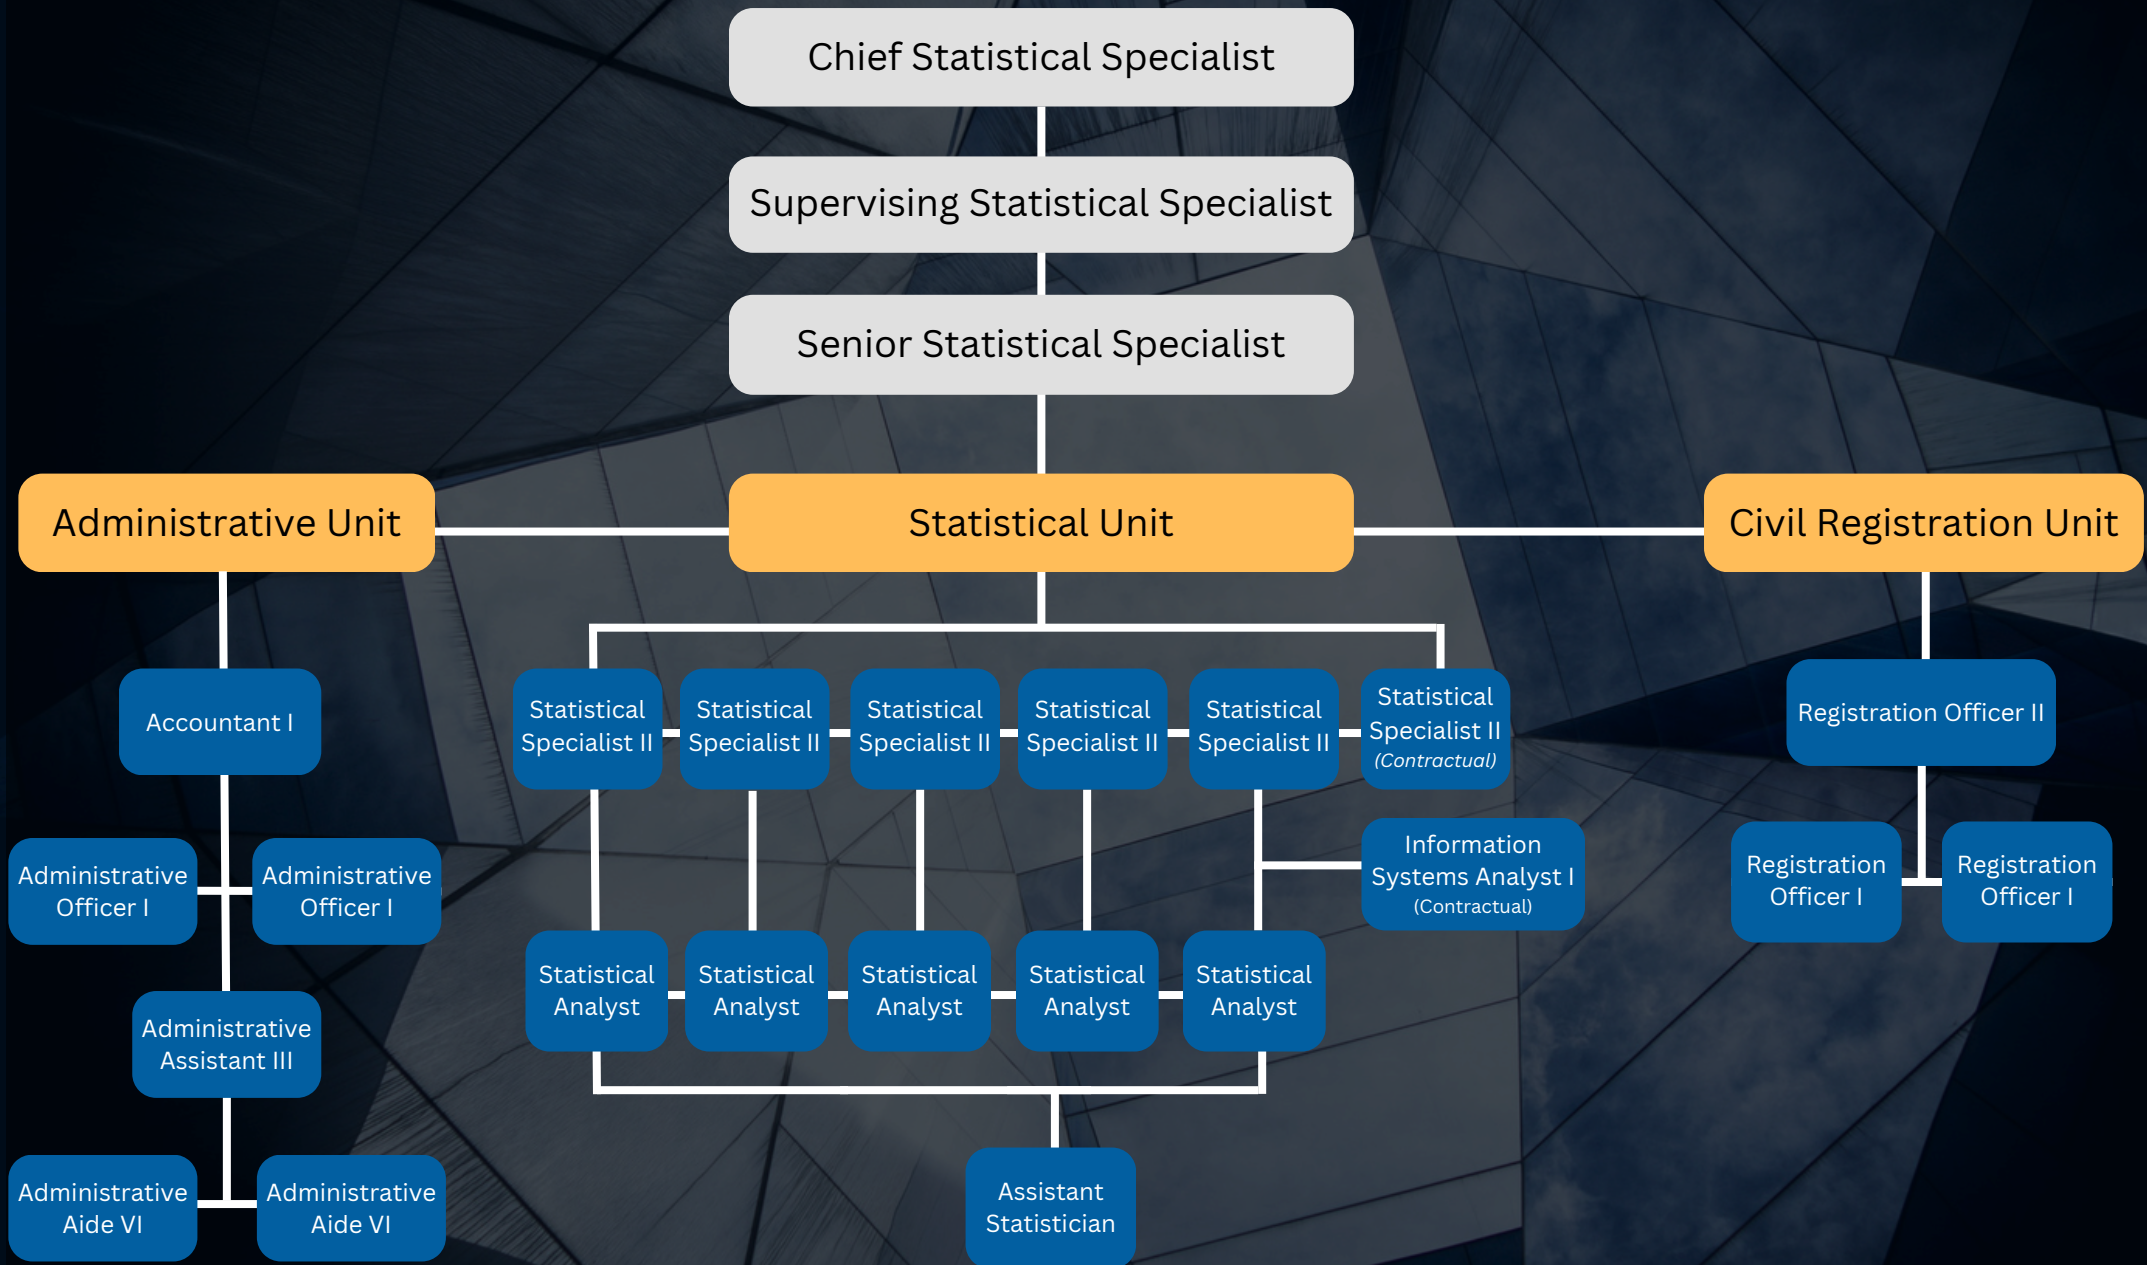 Chief Statistical Specialist
Supervising Statistical Specialist
Senior Statistical Specialist
Administrative Unit
Statistical Unit
Civil Registration Unit
Accountant I
Administrative
Officer I
Administrative
Officer I
Administrative
Assistant III
Administrative
Aide VI
Administrative
Aide VI
Statistical
Specialist II
Statistical
Specialist II
Statistical
Specialist II
Statistical
Specialist II
Statistical
Specialist II
Statistical
Specialist II
(Contractual)
Information
Systems Analyst I
(Contractual)
Statistical
Analyst
Statistical
Analyst
Statistical
Analyst
Statistical
Analyst
Statistical
Analyst
Assistant
Statistician
Registration Officer II
Registration
Officer I
Registration
Officer I